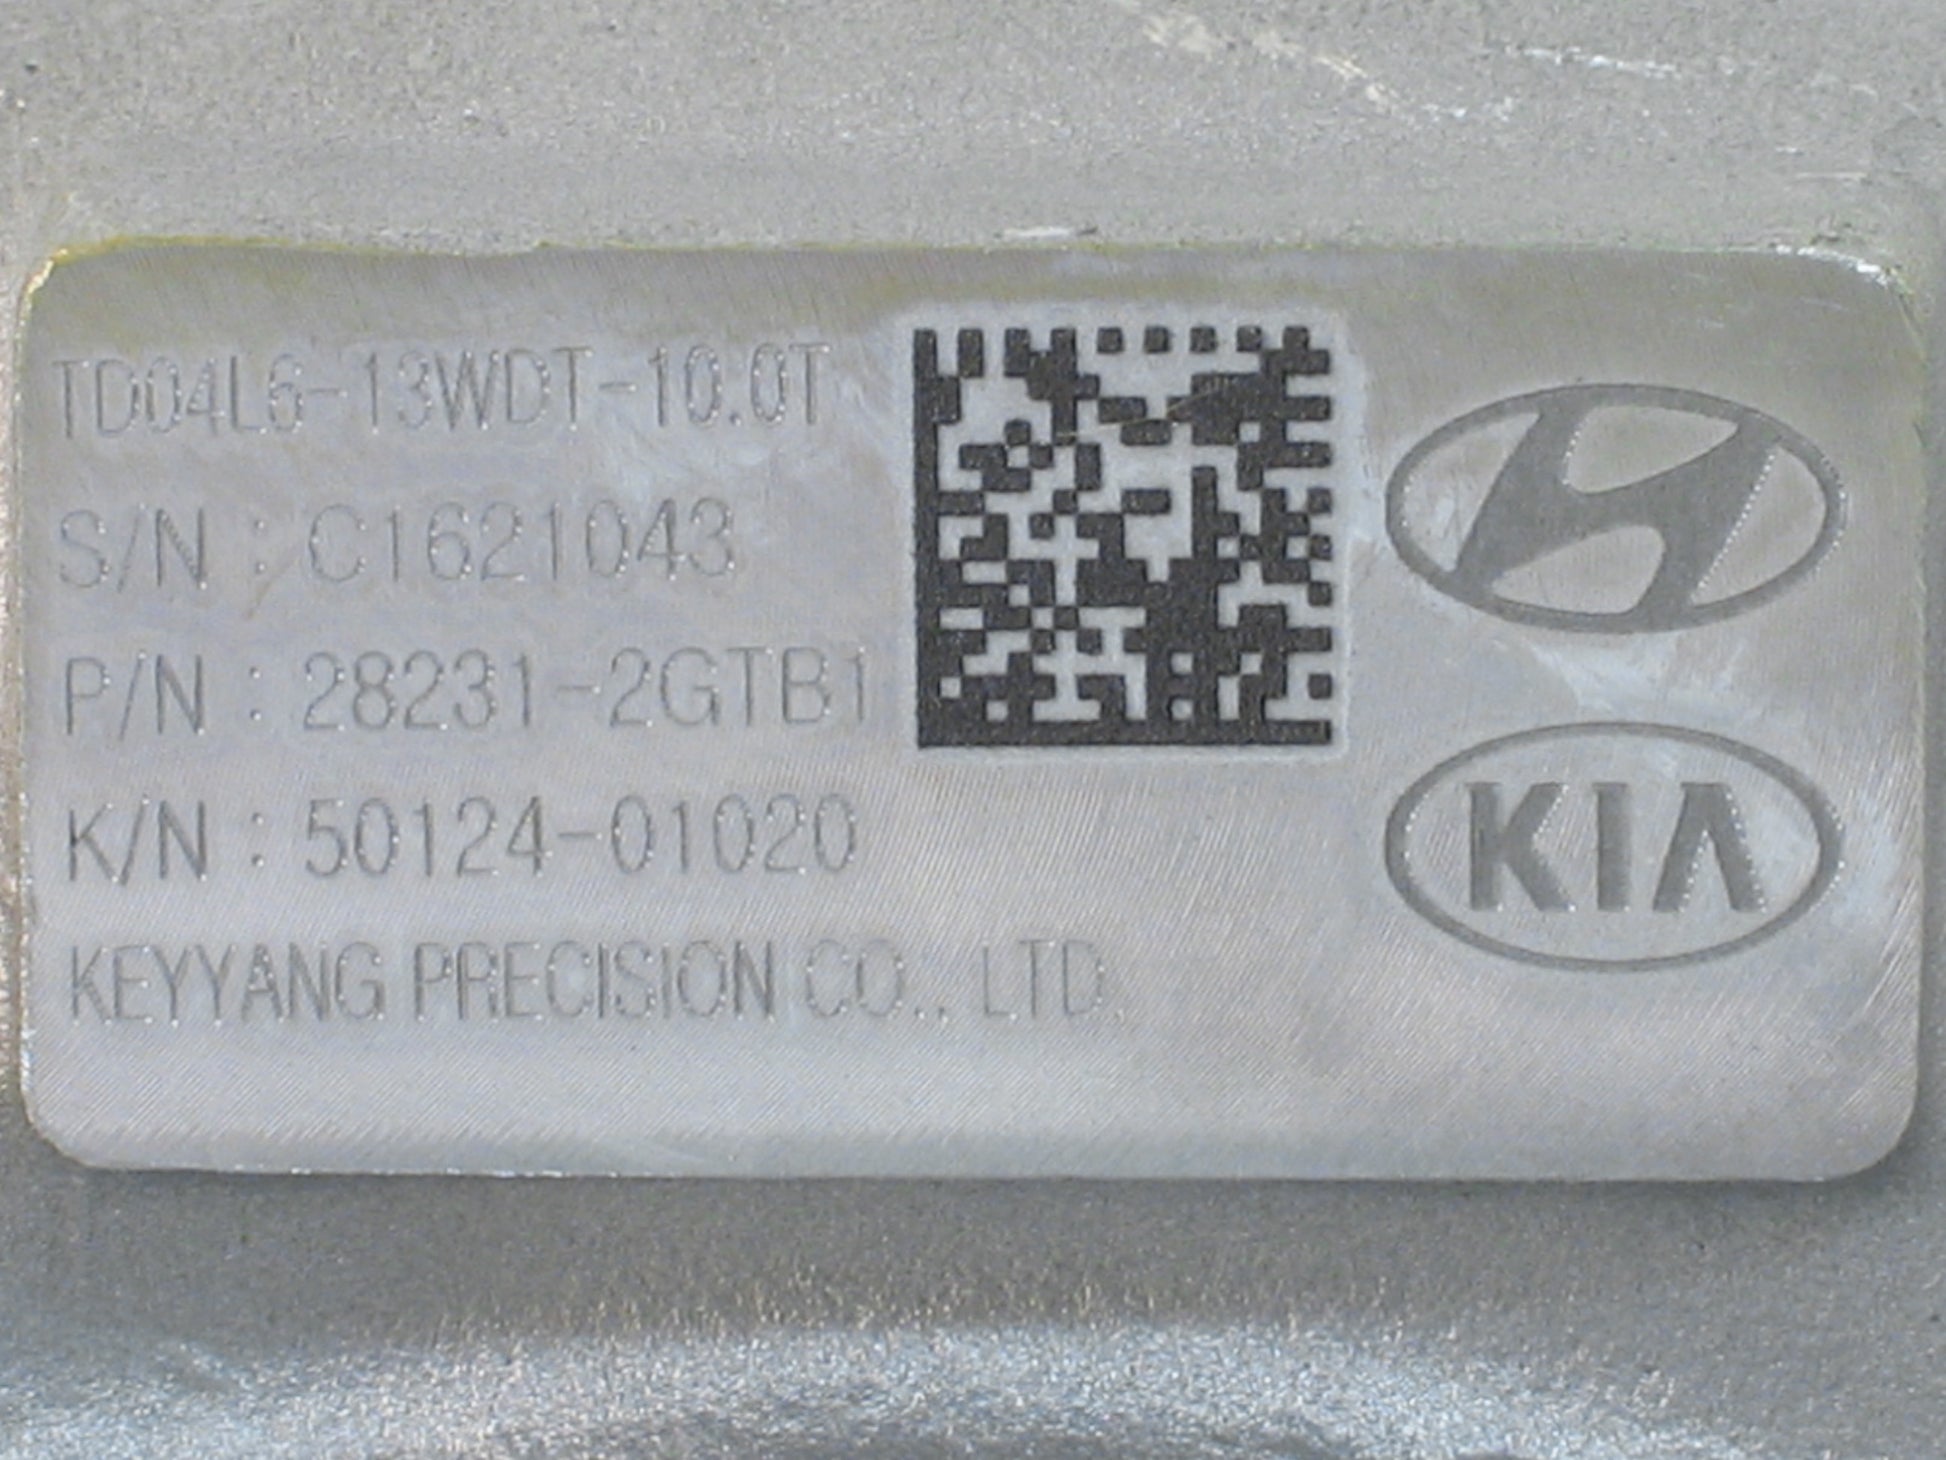 TD04L6-13WDT-10.0T
S/N : C1621043
P/N : 28231-2GTB1
K/N : 50124-01020
KEYYANG PRECISION CO., LTD.
KIA